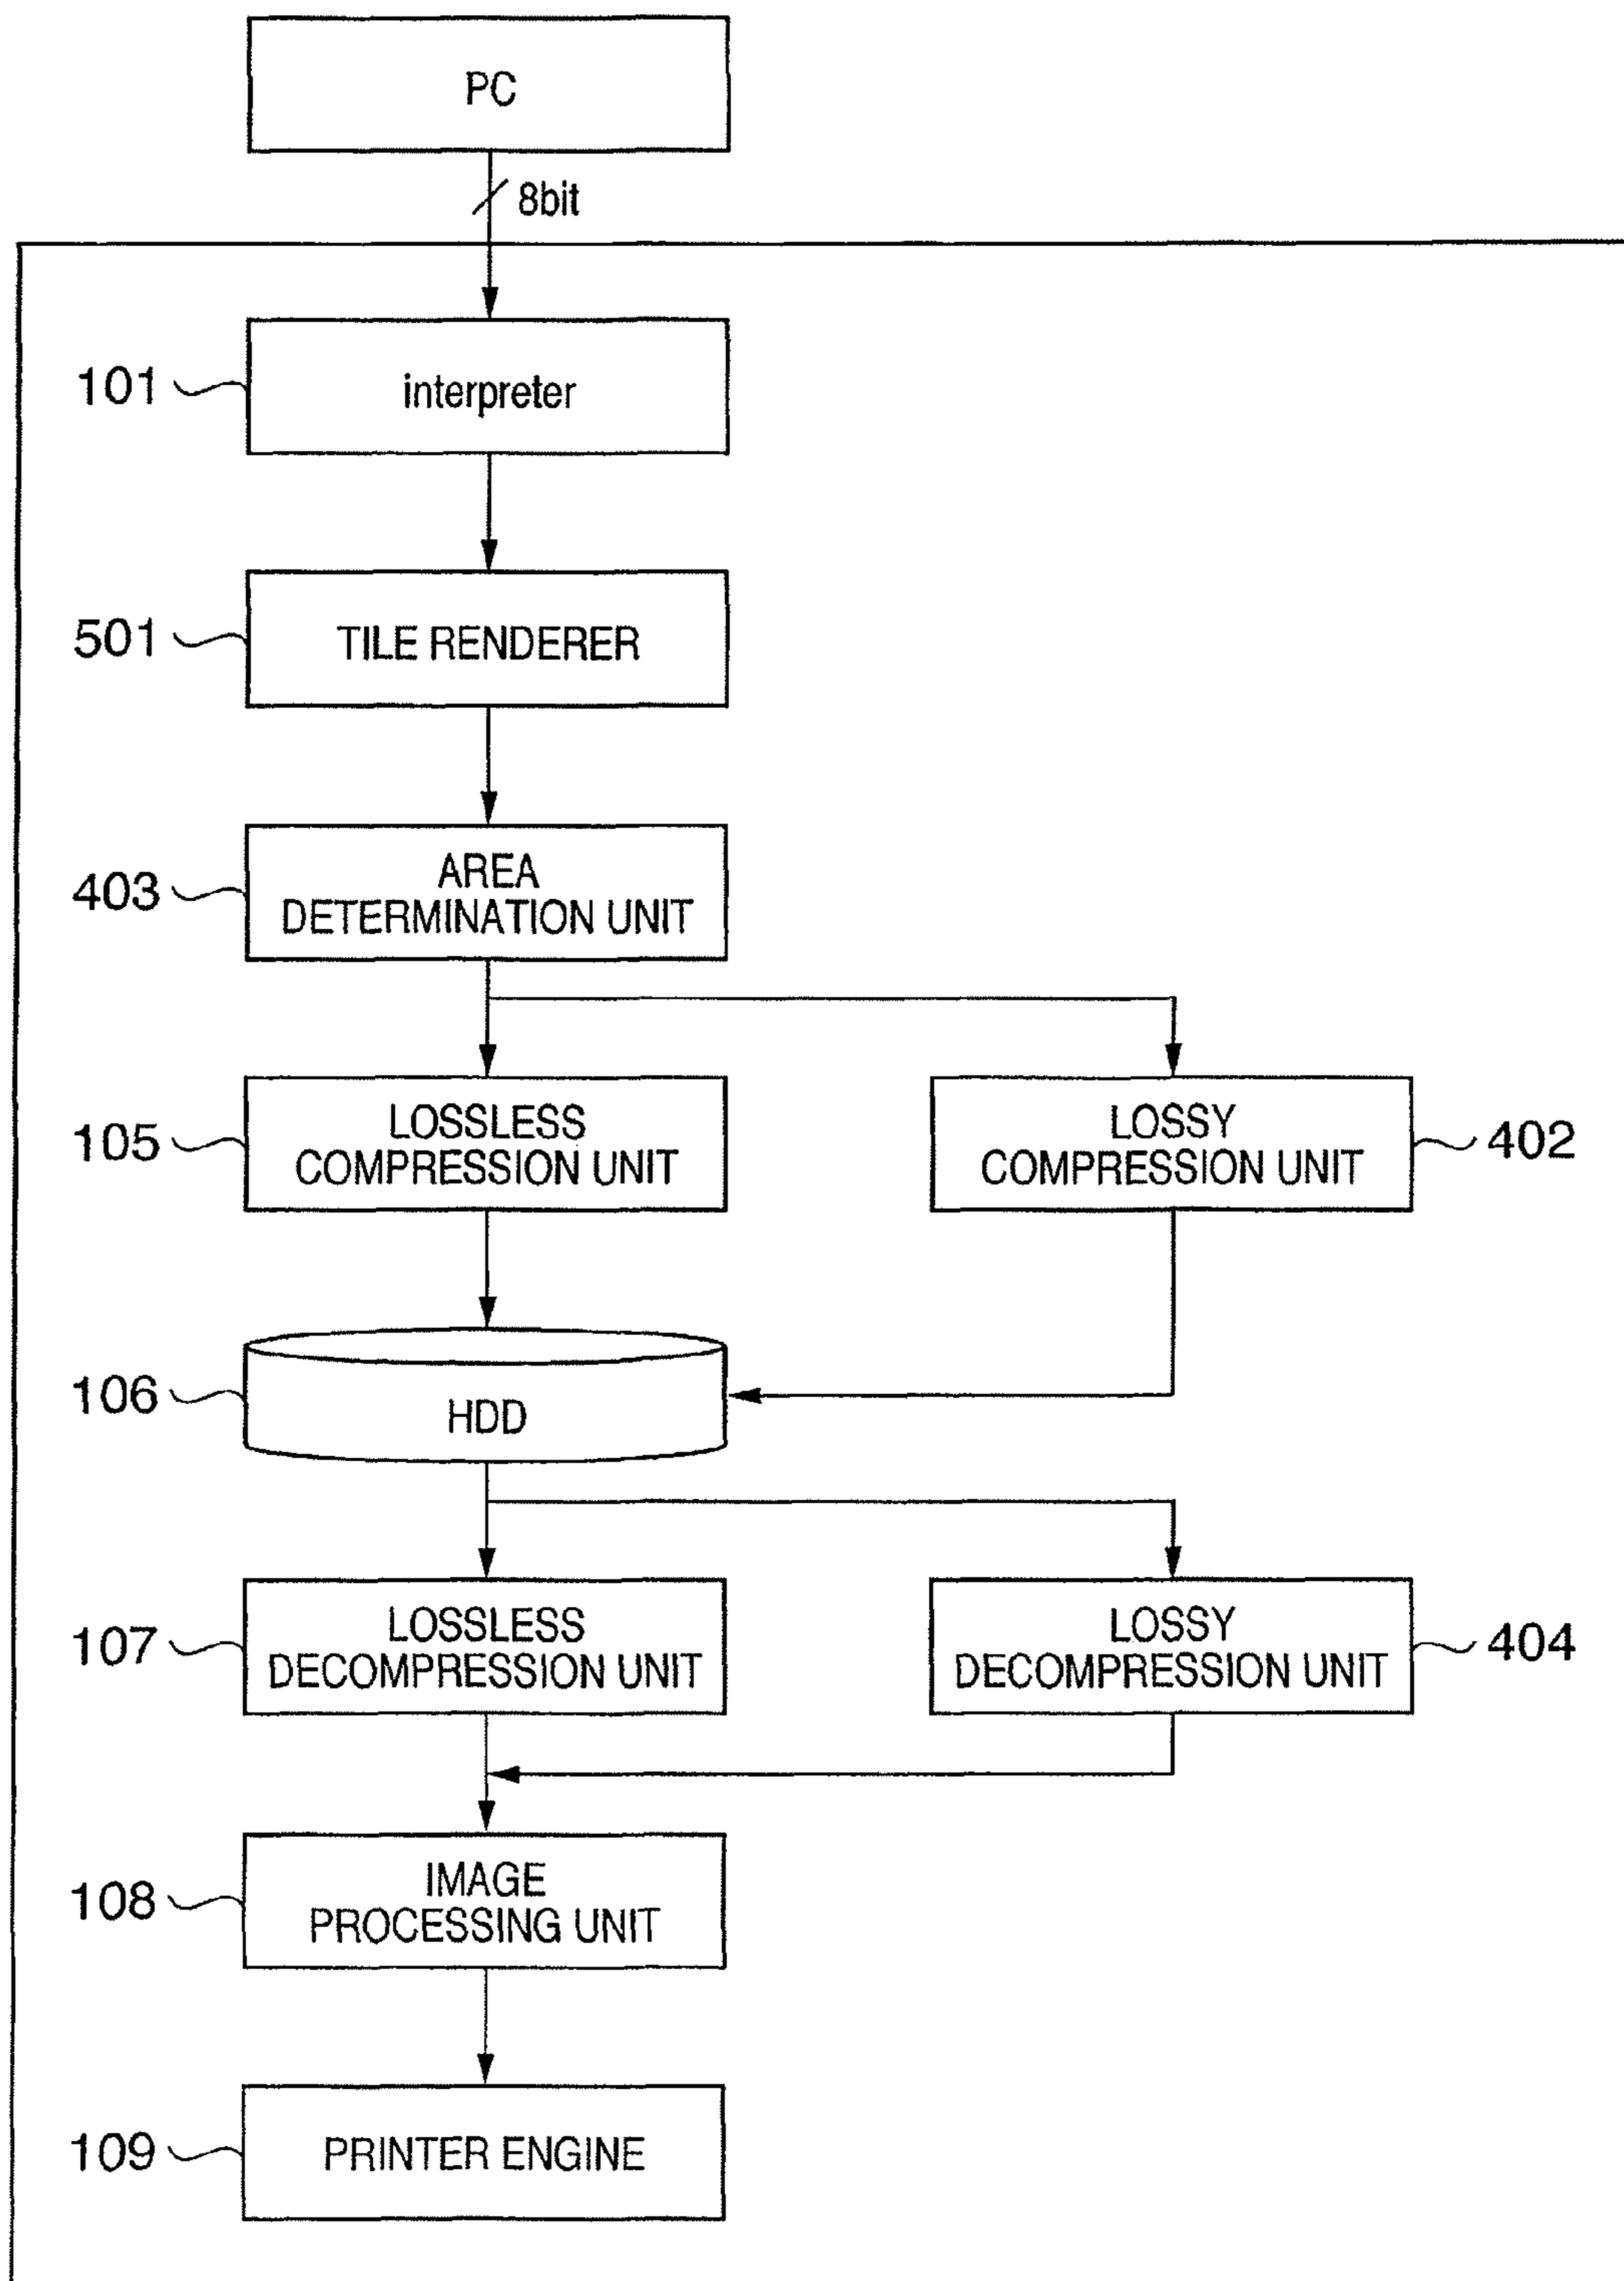 PC
8bit
101
interpreter
501
TILE RENDERER
403
AREA
DETERMINATION UNIT
105
LOSSLESS
COMPRESSION UNIT
LOSSY
COMPRESSION UNIT
402
106
HDD
107
LOSSLESS
DECOMPRESSION UNIT
LOSSY
DECOMPRESSION UNIT
404
108
IMAGE
PROCESSING UNIT
109
PRINTER ENGINE